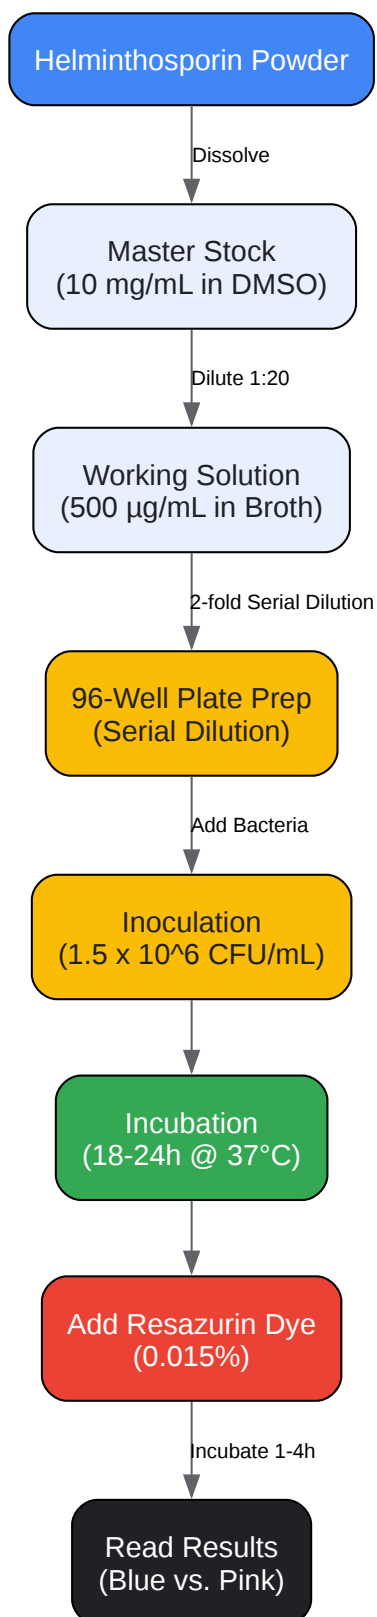 Helminthosporin Powder
Dissolve
Master Stock
(10 mg/mL in DMSO)
Dilute 1:20
Working Solution
(500 µg/mL in Broth)
2-fold Serial Dilution
96-Well Plate Prep
(Serial Dilution)
Add Bacteria
Inoculation
(1.5 x 10^6 CFU/mL)
Incubation
(18-24h @ 37°C)
Add Resazurin Dye
(0.015%)
Incubate 1-4h
Read Results
(Blue vs. Pink)